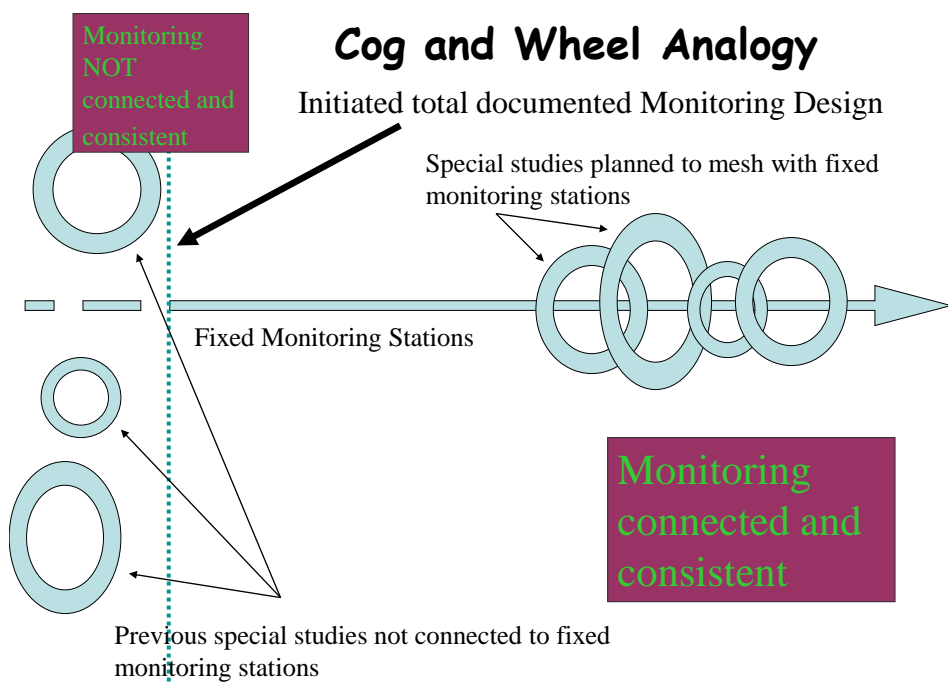 Monitoring
NOT
connected and
consistent
Cog and Wheel Analogy
Initiated total documented Monitoring Design
Special studies planned to mesh with fixed
monitoring stations
Fixed Monitoring Stations
Monitoring
connected and
consistent
Previous special studies not connected to fixed
monitoring stations